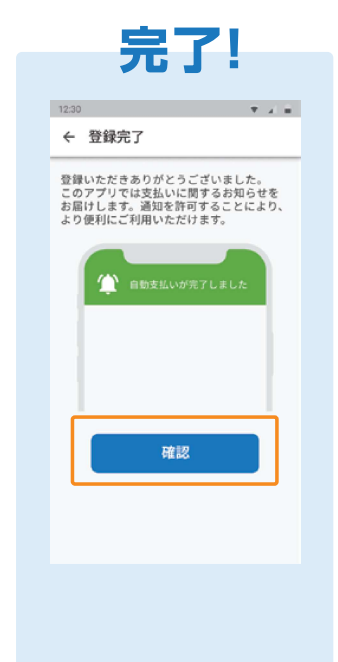 完了!
12:30
← 登録完了
登録いただきありがとうございました。
このアプリでは支払いに関するお知らせを
お届けします。通知を許可することにより、
より便利にご利用いただけます。
自動支払いが完了しました
確認